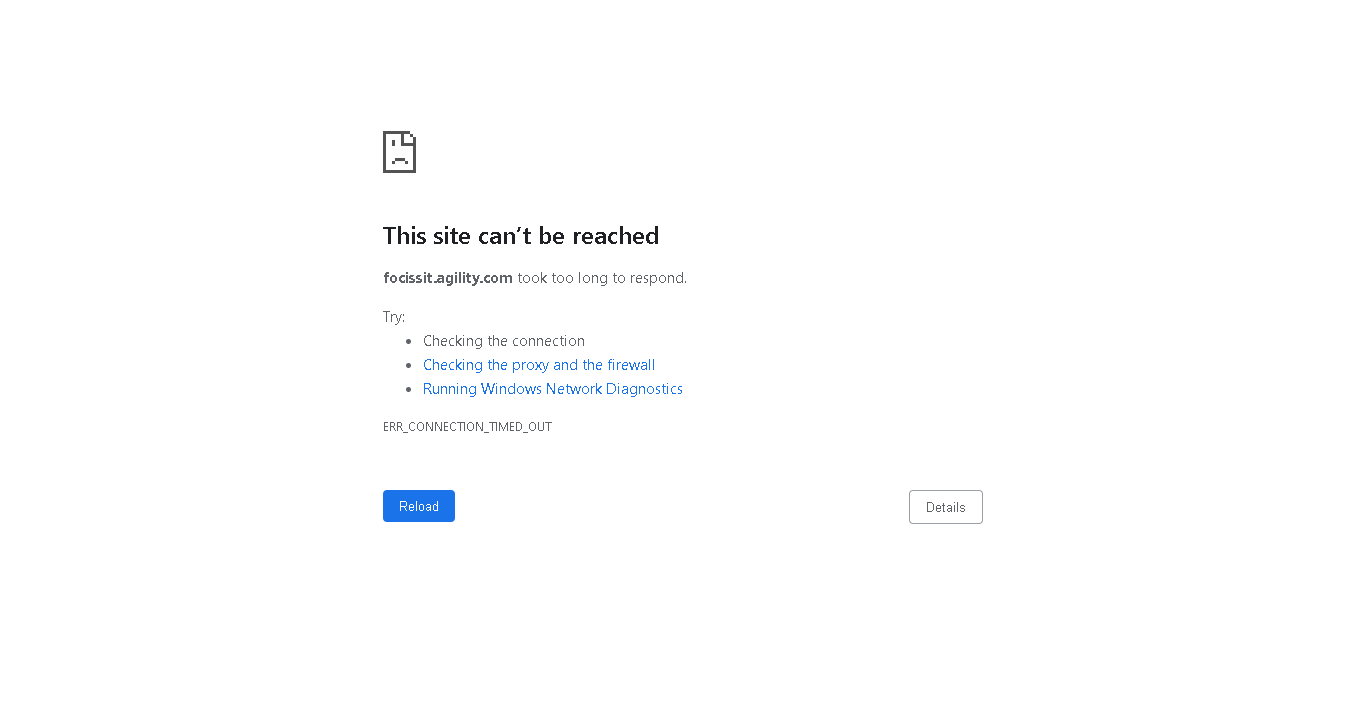 This site can’t be reached
focissit.agility.com took too long to respond.
Try:
Checking the connection
Checking the proxy and the firewall
Running Windows Network Diagnostics
ERR_CONNECTION_TIMED_OUT
Reload
Details